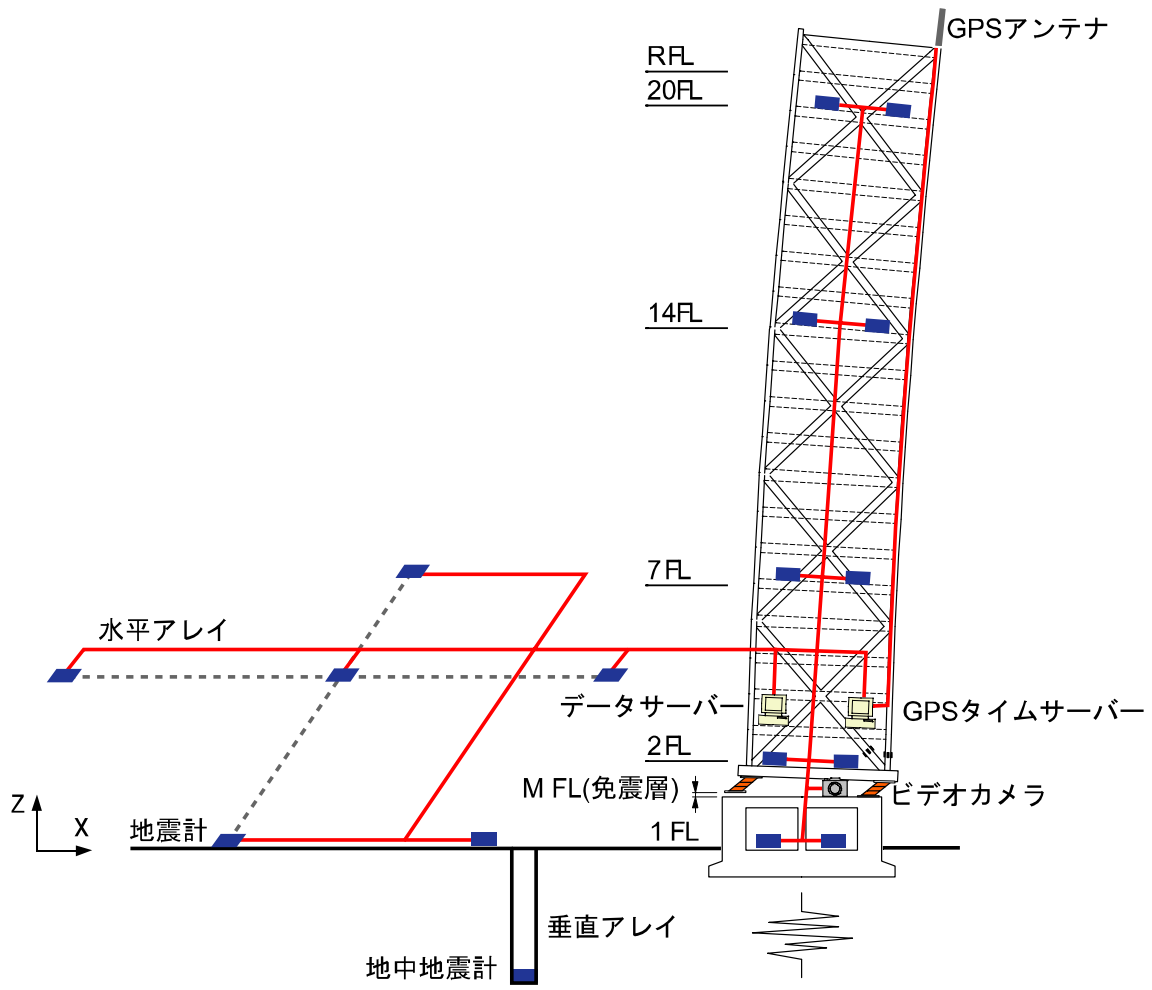 GPSアンテナ
RFL
20FL
14FL
7FL
水平アレイ
データサーバー
GPSタイムサーバー
2FL
M FL(免震層)
ビデオカメラ
Z
X
地震計
1 FL
垂直アレイ
地中地震計